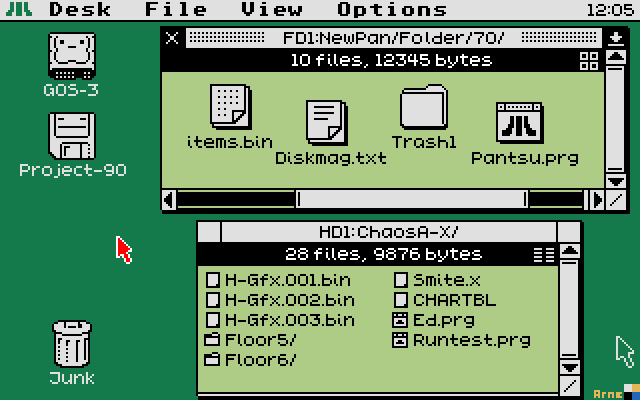 Desk File View Options 12:05
FD1:NewPan/Folder/70/
10 files, 12345 bytes
GOS-3
items.bin
Diskmag.txt
Trash1
Pantsu.prg
Project-90
HD1:ChaosA-X/
28 files, 9876 bytes
H-Gfx.001.bin Smite.x
H-Gfx.002.bin CHARTBL
H-Gfx.003.bin Ed.prg
Floor5/ Runtest.prg
Floor6/
Junk
Arne